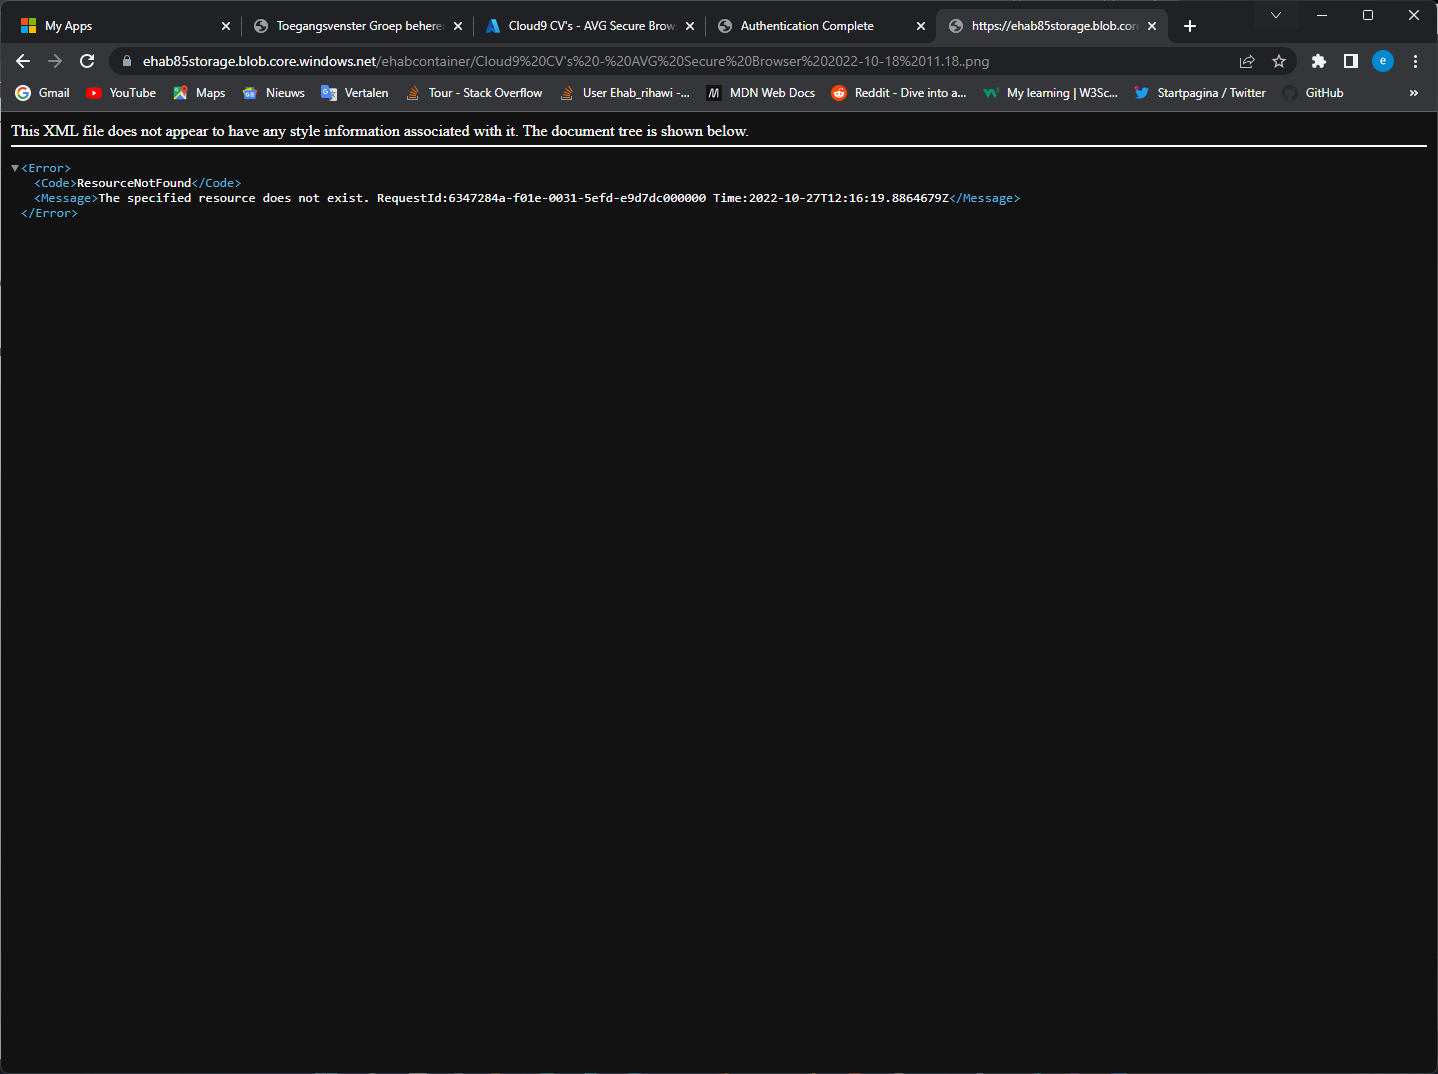 My Apps
Toegangsvenster Groep behere
Cloud9 CV's - AVG Secure Brow
Authentication Complete
https://ehab85storage.blob.cor
ehab85storage.blob.core.windows.net/ehabcontainer/Cloud9%20CV's%20-%20AVG%20Secure%20Browser%202022-10-18%2011.18..png
e
Gmail
YouTube
Maps
Nieuws
Vertalen
Tour - Stack Overflow
User Ehab_rihawi -...
MDN Web Docs
Reddit - Dive into a...
My learning | W3Sc...
Startpagina / Twitter
GitHub
»
This XML file does not appear to have any style information associated with it. The document tree is shown below.
<Error>
<Code>ResourceNotFound</Code>
<Message>The specified resource does not exist. RequestId:6347284a-f01e-0031-5efd-e9d7dc000000 Time:2022-10-27T12:16:19.8864679Z</Message>
</Error>